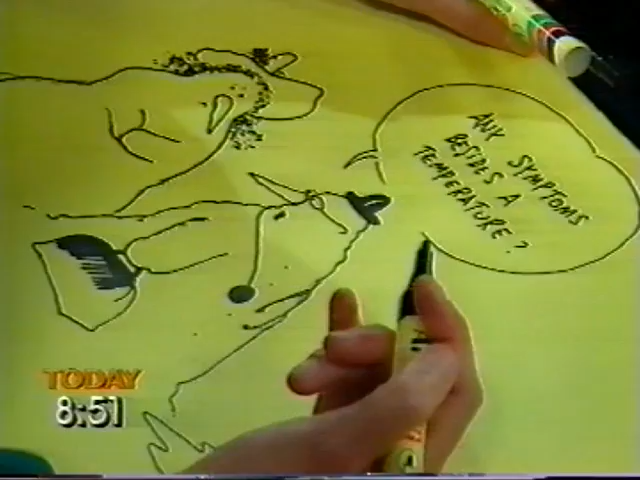 ANY SYMPTOMS
BESIDES A
TEMPERATURE?
TODAY
8:51